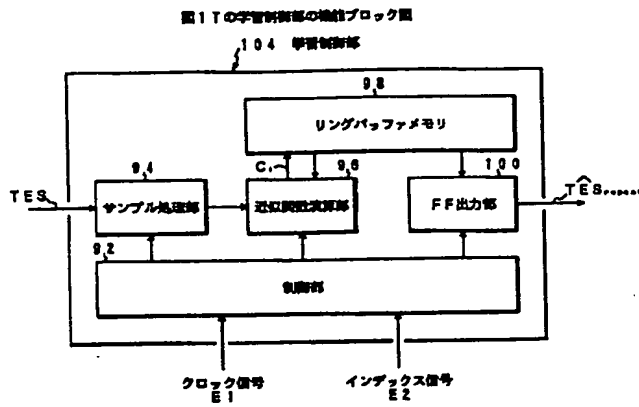 図17の学習制御部の機能ブロック図
104 学習制御部
98
リングバッファメモリ
94
Ci
96
100
TES
サンプル処理部
近似関数演算部
FF出力部
TES^repeat
92
制御部
クロック信号
E1
インデックス信号
E2